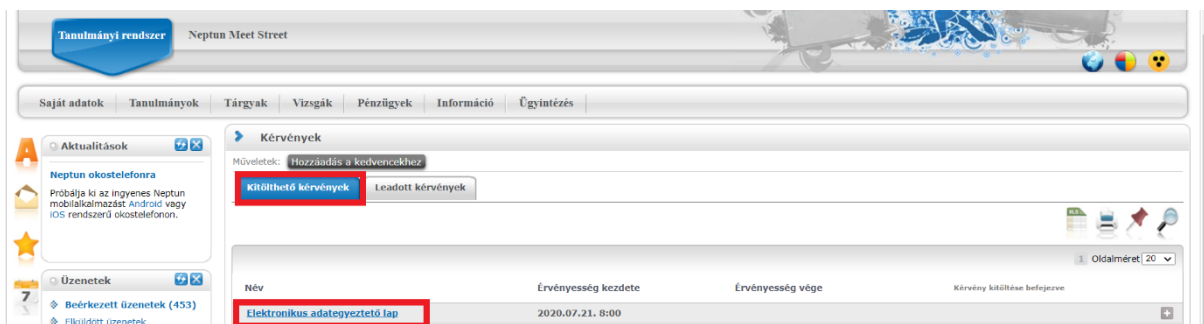 Tanulmányi rendszer Neptun Meet Street
Saját adatok Tanulmányok Tárgyak Vizsgák Pénzügyek Információ Ügyintézés
Aktualitások
Neptun okostelefonra
Próbálja ki az ingyenes Neptun
mobilalkalmazást Android vagy
iOS rendszerű okostelefonon.
Üzenetek
7
Beérkezett üzenetek (453)
Elküldött üzenetek
Kérvények
Műveletek: Hozzáadás a kedvencekhez
Kitölthető kérvények Leadott kérvények
XLS
1 Oldalméret 20
Név Érvényesség kezdete Érvényesség vége Kérvény kitöltése befejezve
Elektronikus adategyeztető lap 2020.07.21. 8:00